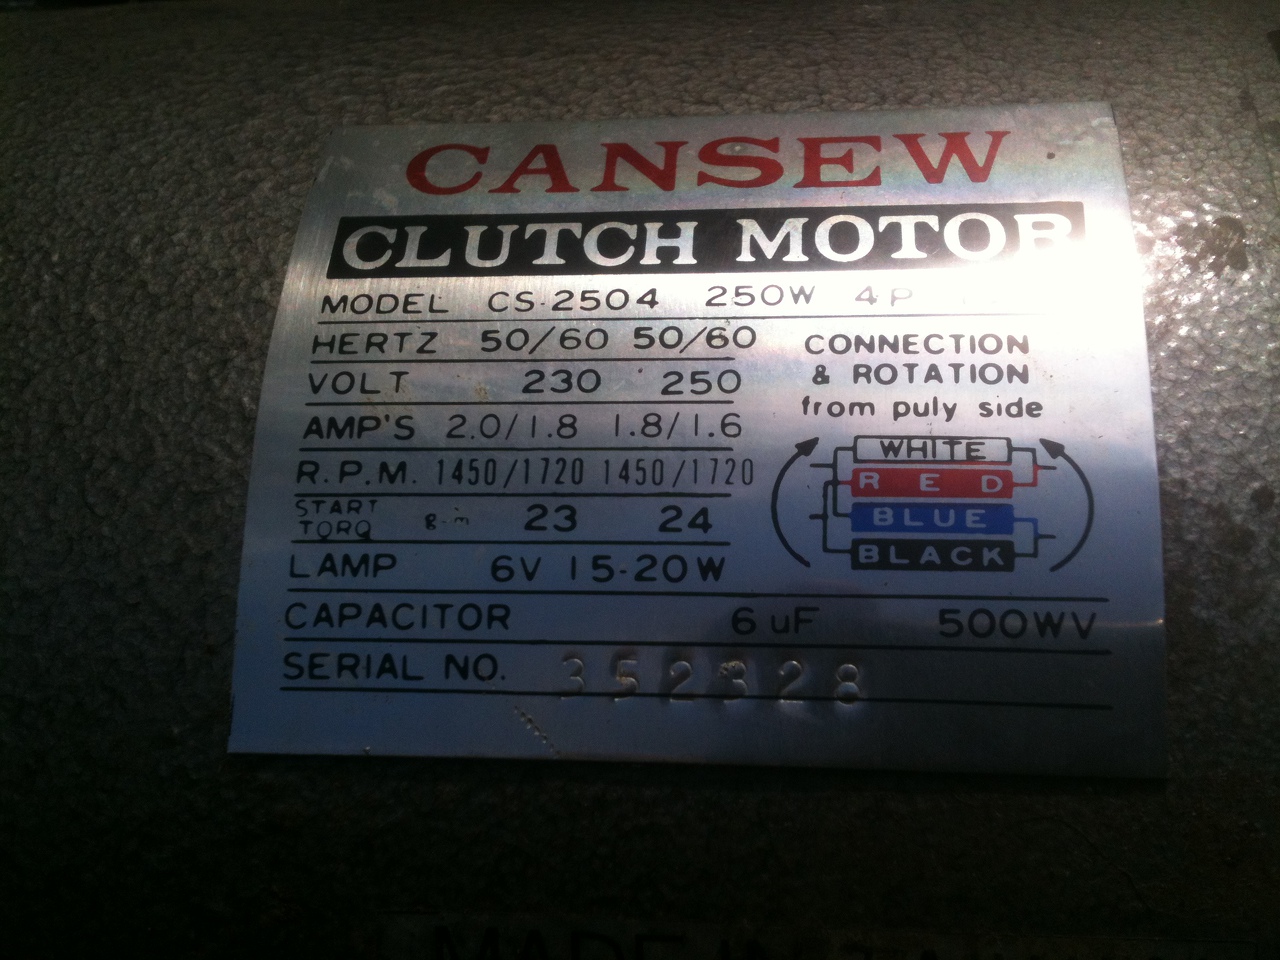 CANSEW
CLUTCH MOTOR
MODEL CS-2504 250W 4P
HERTZ 50/60 50/60
VOLT 230 250
AMP'S 2.0/1.8 1.8/1.6
R.P.M. 1450/1720 1450/1720
START
TORQ g-m 23 24
LAMP 6V 15-20W
CONNECTION
& ROTATION
from puly side
WHITE
RED
BLUE
BLACK
CAPACITOR 6uF 500WV
SERIAL NO. 352328
MADE IN